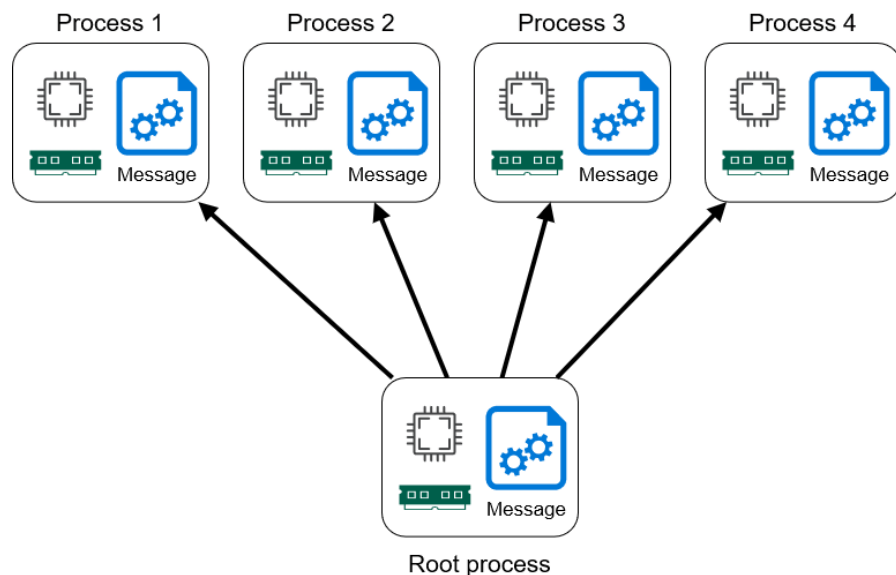 Process 1
Process 2
Process 3
Process 4
Message
Message
Message
Message
Message
Root process